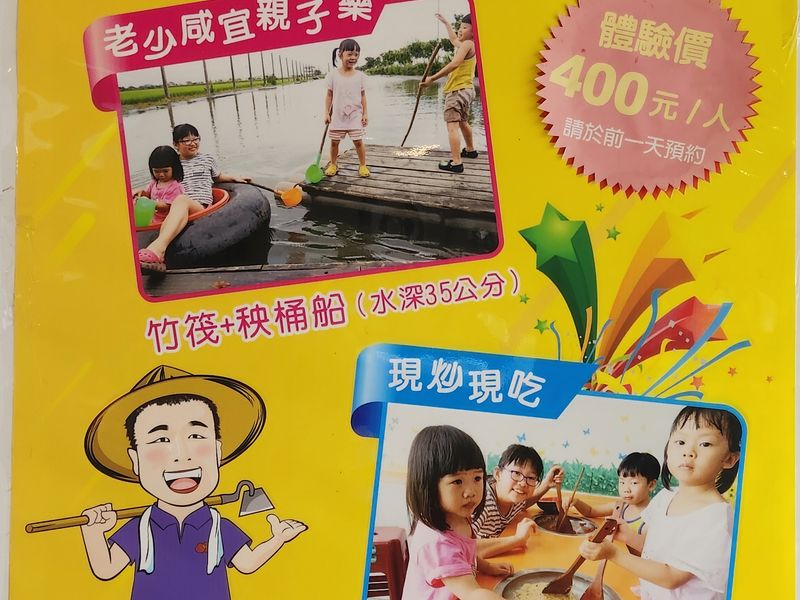 老少咸宜親子樂
體驗價
400元/人
請於前一天預約
竹筏+秧桶船(水深35公分)
現炒現吃